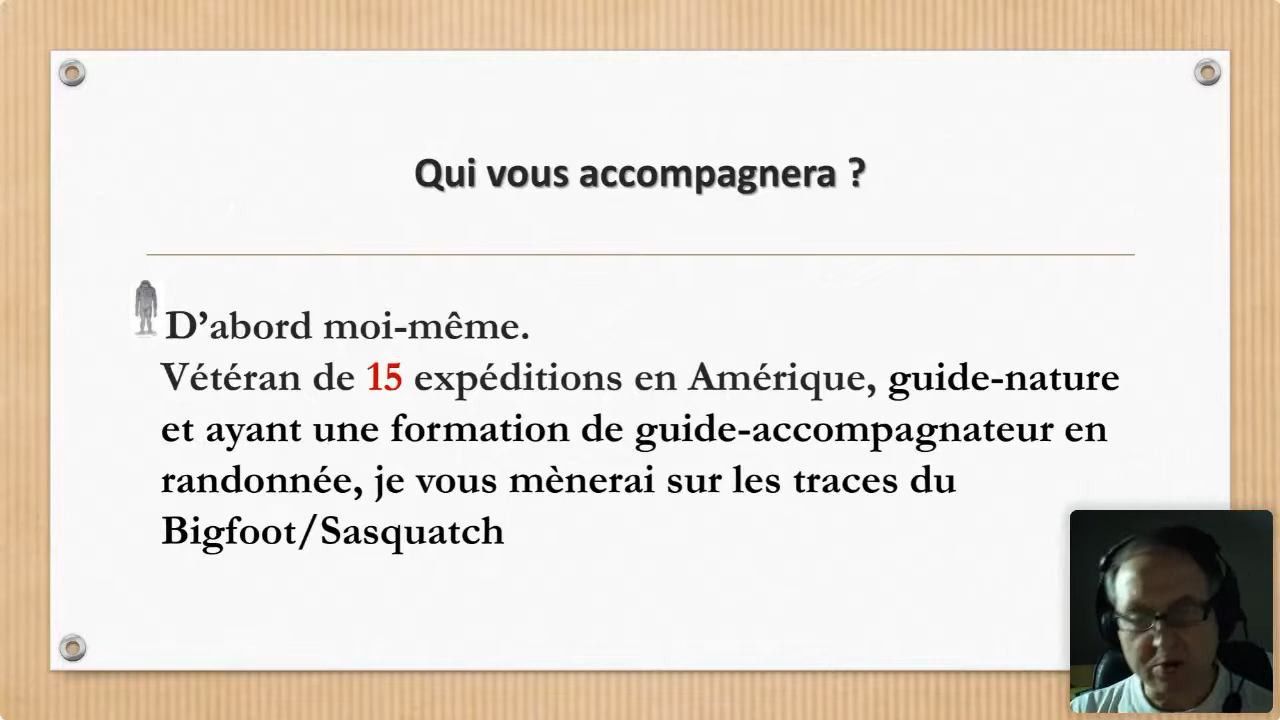 Qui vous accompagnera ?
D’abord moi-même.
Vétéran de 15 expéditions en Amérique, guide-nature
et ayant une formation de guide-accompagnateur en
randonnée, je vous mènerai sur les traces du
Bigfoot/Sasquatch